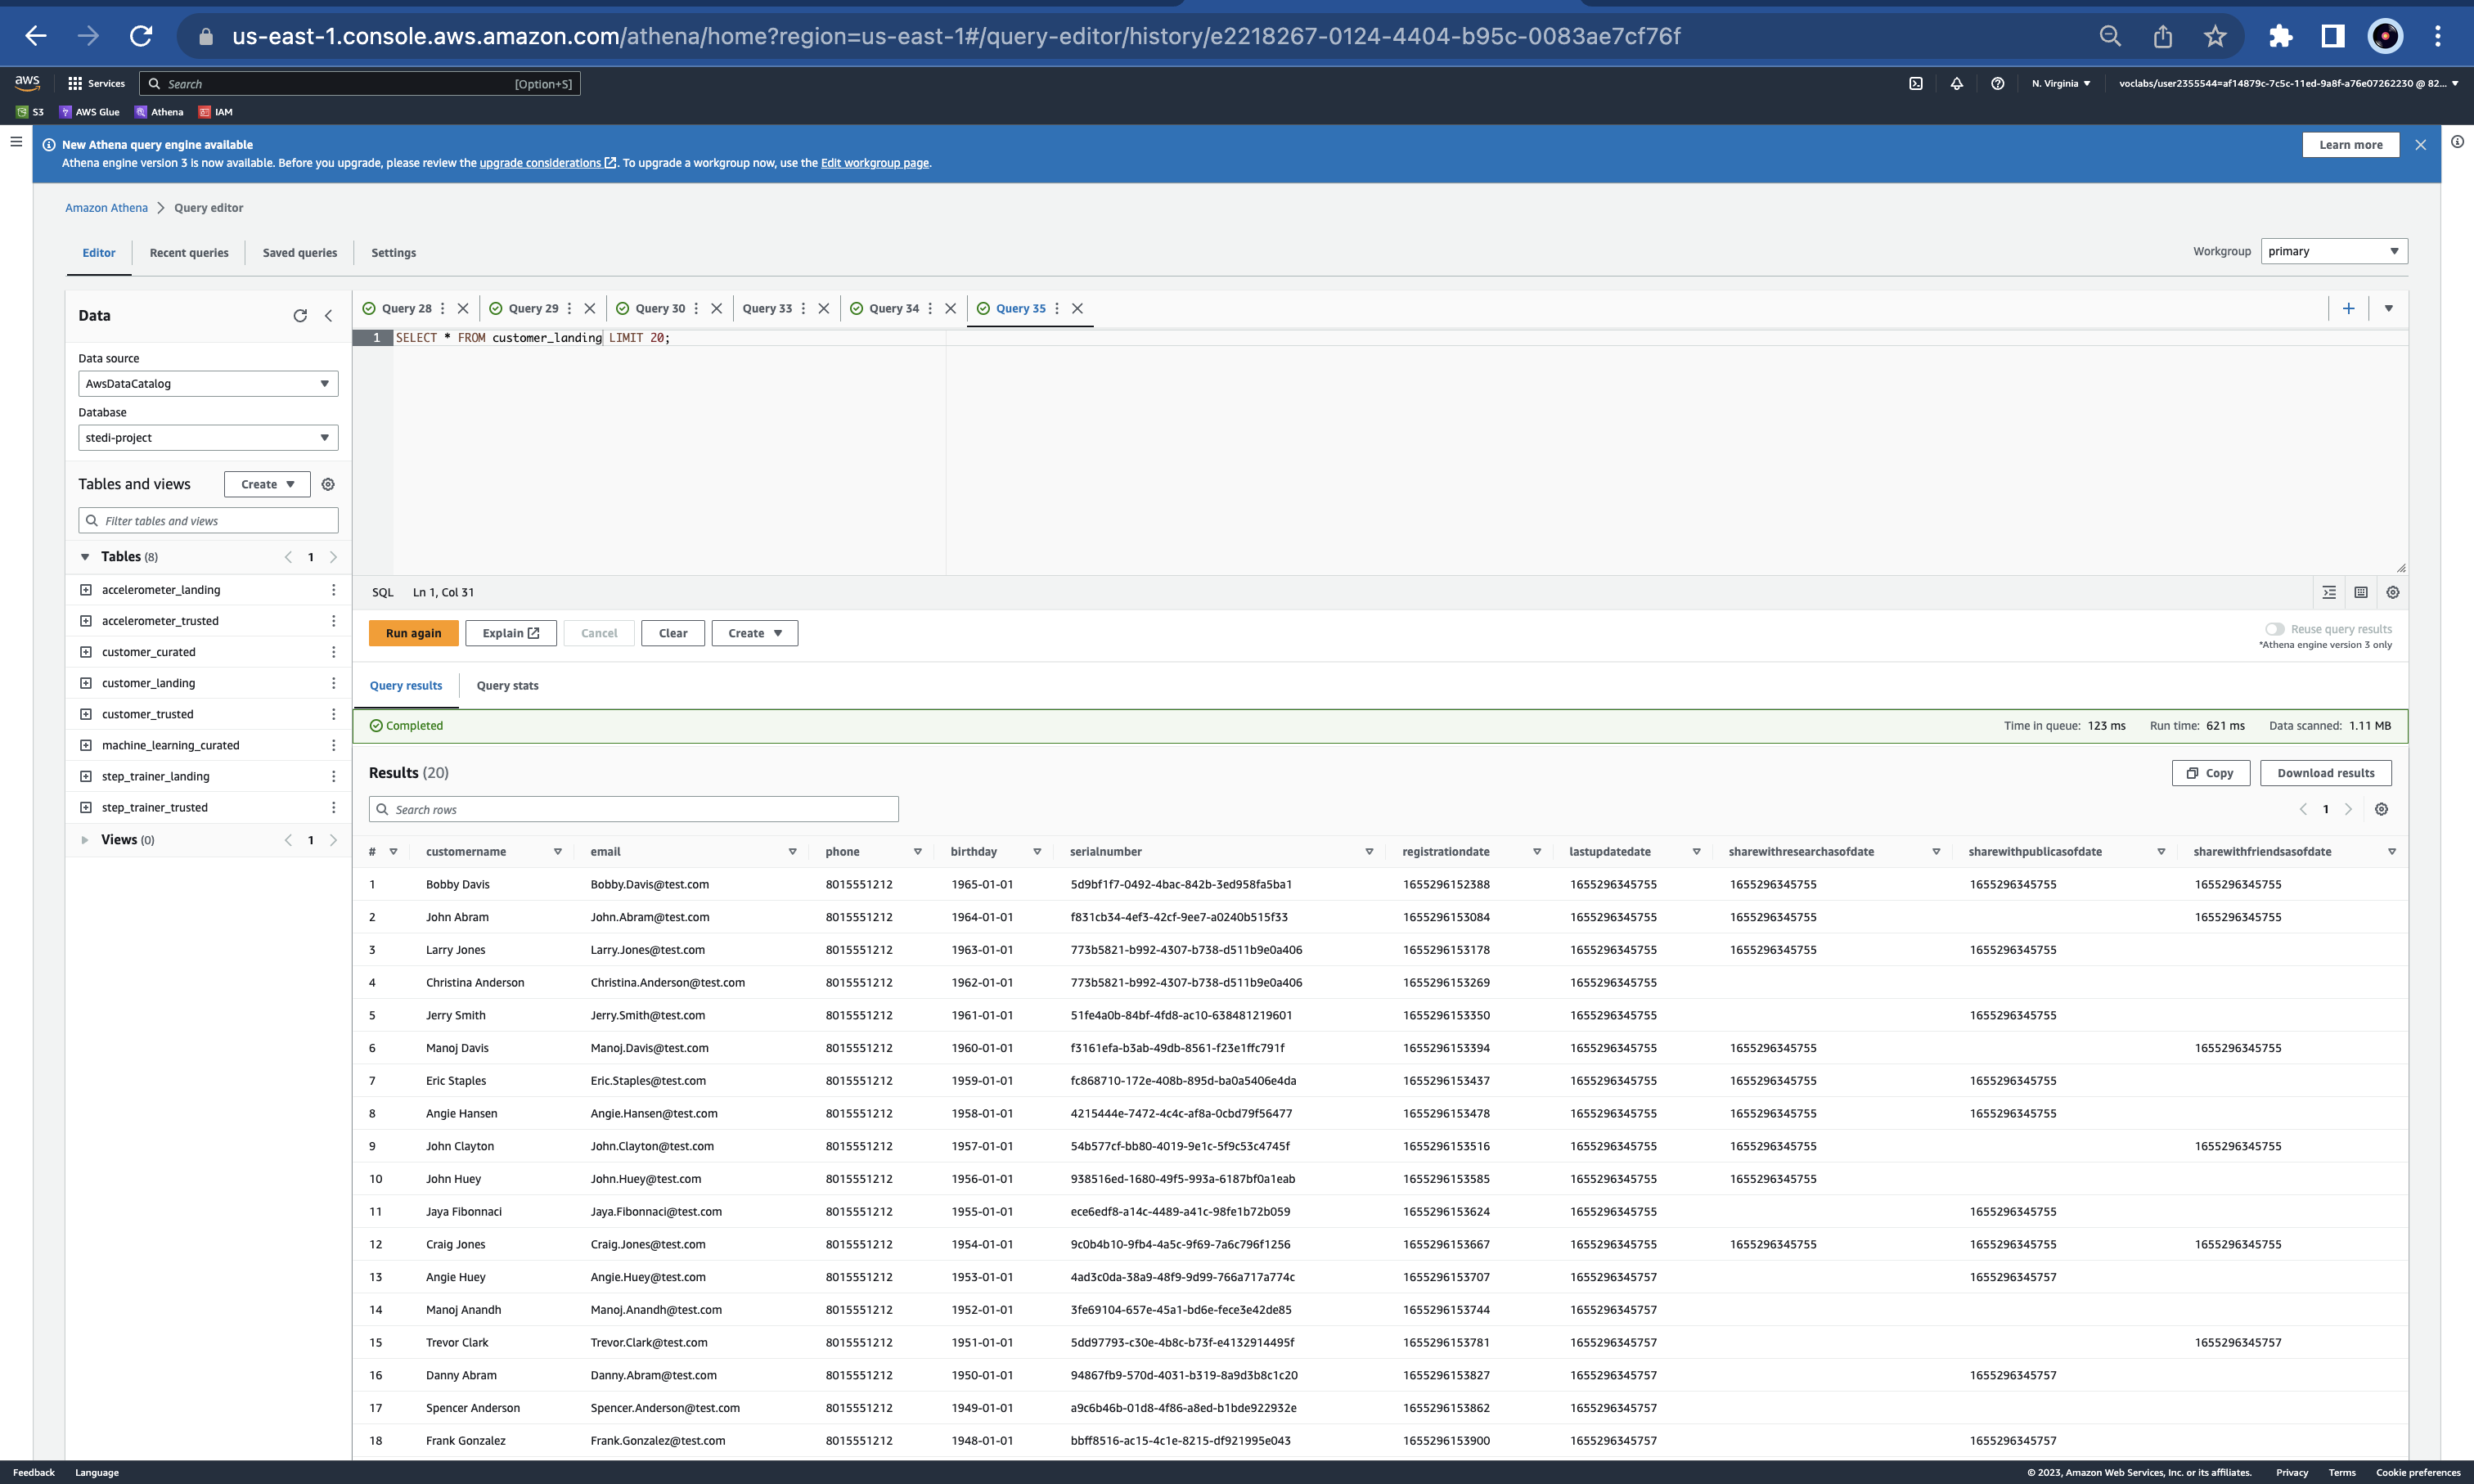 us-east-1.console.aws.amazon.com/athena/home?region=us-east-1#/query-editor/history/e2218267-0124-4404-b95c-0083ae7cf76f
aws Services Search [Option+S] N. Virginia voclabs/user2355544=af14879c-7c5c-11ed-9a8f-a76e07262230 @ 82...
S3 AWS Glue Athena IAM
New Athena query engine available
Athena engine version 3 is now available. Before you upgrade, please review the upgrade considerations. To upgrade a workgroup now, use the Edit workgroup page.
Learn more
Amazon Athena Query editor
Editor Recent queries Saved queries Settings
Workgroup primary
Data
Data source
AwsDataCatalog
Database
stedi-project
Tables and views Create
Filter tables and views
Tables (8) 1
accelerometer_landing
accelerometer_trusted
customer_curated
customer_landing
customer_trusted
machine_learning_curated
step_trainer_landing
step_trainer_trusted
Views (0) 1
Query 28 Query 29 Query 30 Query 33 Query 34 Query 35
1 SELECT * FROM customer_landing LIMIT 20;
SQL Ln 1, Col 31
Run again Explain Cancel Clear Create
Reuse query results
*Athena engine version 3 only
Query results Query stats
Completed Time in queue: 123 ms Run time: 621 ms Data scanned: 1.11 MB
Results (20) Copy Download results
Search rows 1
# customername email phone birthday serialnumber registrationdate lastupdatedate sharewithresearchasofdate sharewithpublicasofdate sharewithfriendsasofdate
1 Bobby Davis Bobby.Davis@test.com 8015551212 1965-01-01 5d9bf1f7-0492-4bac-842b-3ed958fa5ba1 1655296152388 1655296345755 1655296345755 1655296345755 1655296345755
2 John Abram John.Abram@test.com 8015551212 1964-01-01 f831cb34-4ef3-42cf-9ee7-a0240b515f33 1655296153084 1655296345755 1655296345755 1655296345755
3 Larry Jones Larry.Jones@test.com 8015551212 1963-01-01 773b5821-b992-4307-b738-d511b9e0a406 1655296153178 1655296345755 1655296345755 1655296345755
4 Christina Anderson Christina.Anderson@test.com 8015551212 1962-01-01 773b5821-b992-4307-b738-d511b9e0a406 1655296153269 1655296345755
5 Jerry Smith Jerry.Smith@test.com 8015551212 1961-01-01 51fe4a0b-84bf-4fd8-ac10-638481219601 1655296153350 1655296345755 1655296345755
6 Manoj Davis Manoj.Davis@test.com 8015551212 1960-01-01 f3161efa-b3ab-49db-8561-f23e1ffc791f 1655296153394 1655296345755 1655296345755 1655296345755
7 Eric Staples Eric.Staples@test.com 8015551212 1959-01-01 fc868710-172e-408b-895d-ba0a5406e4da 1655296153437 1655296345755 1655296345755 1655296345755
8 Angie Hansen Angie.Hansen@test.com 8015551212 1958-01-01 4215444e-7472-4c4c-af8a-0cbd79f56477 1655296153478 1655296345755 1655296345755 1655296345755
9 John Clayton John.Clayton@test.com 8015551212 1957-01-01 54b577cf-bb80-4019-9e1c-5f9c53c4745f 1655296153516 1655296345755 1655296345755 1655296345755
10 John Huey John.Huey@test.com 8015551212 1956-01-01 938516ed-1680-49f5-993a-6187bf0a1eab 1655296153585 1655296345755 1655296345755
11 Jaya Fibonnaci Jaya.Fibonnaci@test.com 8015551212 1955-01-01 ece6edf8-a14c-4489-a41c-98fe1b72b059 1655296153624 1655296345755 1655296345755
12 Craig Jones Craig.Jones@test.com 8015551212 1954-01-01 9c0b4b10-9fb4-4a5c-9f69-7a6c796f1256 1655296153667 1655296345755 1655296345755 1655296345755 1655296345755
13 Angie Huey Angie.Huey@test.com 8015551212 1953-01-01 4ad3c0da-38a9-48f9-9d99-766a717a774c 1655296153707 1655296345757 1655296345757
14 Manoj Anandh Manoj.Anandh@test.com 8015551212 1952-01-01 3fe69104-657e-45a1-bd6e-fece3e42de85 1655296153744 1655296345757
15 Trevor Clark Trevor.Clark@test.com 8015551212 1951-01-01 5dd97793-c30e-4b8c-b73f-e4132914495f 1655296153781 1655296345757 1655296345757
16 Danny Abram Danny.Abram@test.com 8015551212 1950-01-01 94867fb9-570d-4031-b319-8a9d3b8c1c20 1655296153827 1655296345757 1655296345757
17 Spencer Anderson Spencer.Anderson@test.com 8015551212 1949-01-01 a9c6b46b-01d8-4f86-a8ed-b1bde922932e 1655296153862 1655296345757
18 Frank Gonzalez Frank.Gonzalez@test.com 8015551212 1948-01-01 bbff8516-ac15-4c1e-8215-df921995e043 1655296153900 1655296345757 1655296345757
Feedback Language © 2023, Amazon Web Services, Inc. or its affiliates. Privacy Terms Cookie preferences